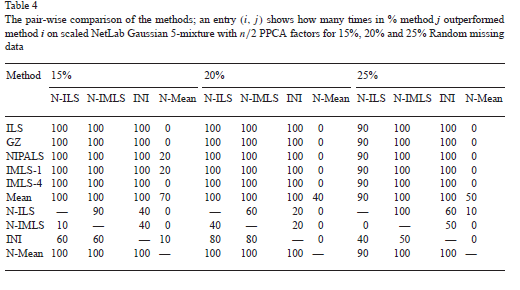 Table 4
The pair-wise comparison of the methods; an entry (i, j) shows how many times in % method j outperformed
method i on scaled NetLab Gaussian 5-mixture with n/2 PPCA factors for 15%, 20% and 25% Random missing
data
Method 15% 20% 25%
N-ILS N-IMLS INI N-Mean N-ILS N-IMLS INI N-Mean N-ILS N-IMLS INI N-Mean
ILS 100 100 100 0 100 100 100 0 90 100 100 0
GZ 100 100 100 0 100 100 100 0 90 100 100 0
NIPALS 100 100 100 20 100 100 100 0 90 100 100 0
IMLS-1 100 100 100 20 100 100 100 0 90 100 100 0
IMLS-4 100 100 100 0 100 100 100 0 90 100 100 0
Mean 100 100 100 70 100 100 100 40 90 100 100 50
N-ILS — 90 40 0 — 60 20 0 — 100 60 10
N-IMLS 10 — 40 0 40 — 20 0 0 — 50 0
INI 60 60 — 10 80 80 — 0 40 50 — 0
N-Mean 100 100 100 — 100 100 100 — 90 100 100 —